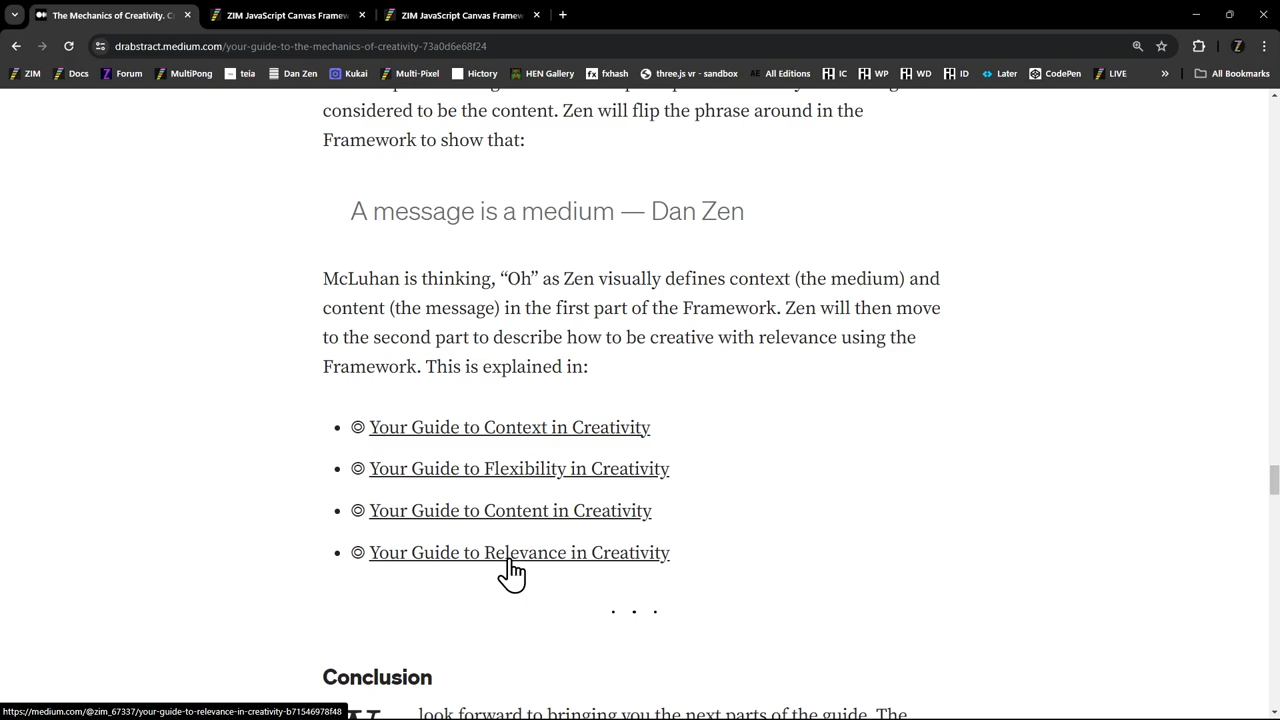 The Mechanics of Creativity. C
ZIM JavaScript Canvas Framew
ZIM JavaScript Canvas Framew
drabstract.medium.com/your-guide-to-the-mechanics-of-creativity-73a0d6e68f24
ZIM
Docs
Forum
MultiPong
teia
Dan Zen
Kukai
Multi-Pixel
Hictory
HEN Gallery
fxhash
three.js vr - sandbox
All Editions
IC
WP
WD
ID
Later
CodePen
LIVE
All Bookmarks
considered to be the content. Zen will flip the phrase around in the
Framework to show that:
A message is a medium — Dan Zen
McLuhan is thinking, “Oh” as Zen visually defines context (the medium) and
content (the message) in the first part of the Framework. Zen will then move
to the second part to describe how to be creative with relevance using the
Framework. This is explained in:
Your Guide to Context in Creativity
Your Guide to Flexibility in Creativity
Your Guide to Content in Creativity
Your Guide to Relevance in Creativity
Conclusion
look forward to bringing you the next parts of the guide. The
https://medium.com/@zim_67337/your-guide-to-relevance-in-creativity-b71546978f48